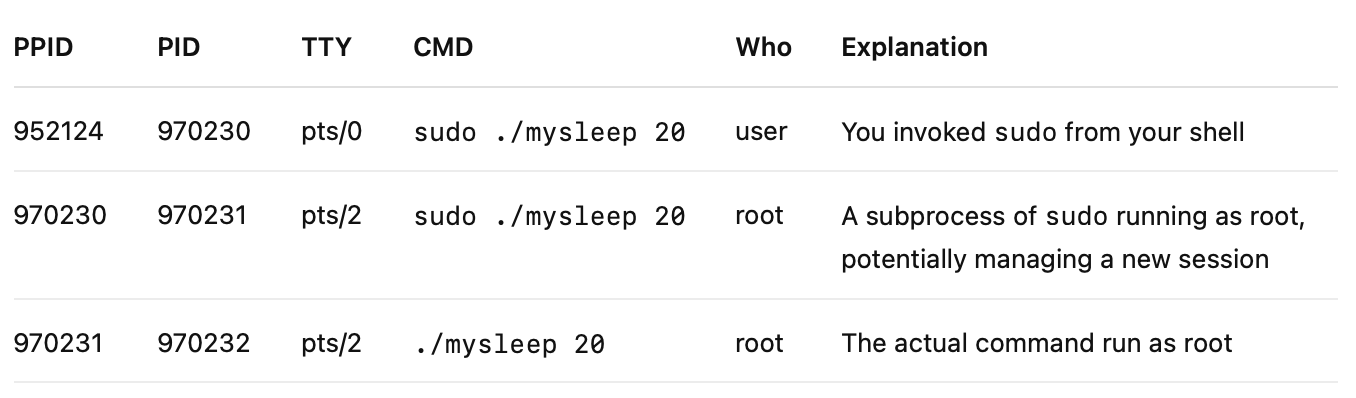 PPID PID TTY CMD Who Explanation
952124 970230 pts/0 sudo ./mysleep 20 user You invoked sudo from your shell
970230 970231 pts/2 sudo ./mysleep 20 root A subprocess of sudo running as root,
potentially managing a new session
970231 970232 pts/2 ./mysleep 20 root The actual command run as root